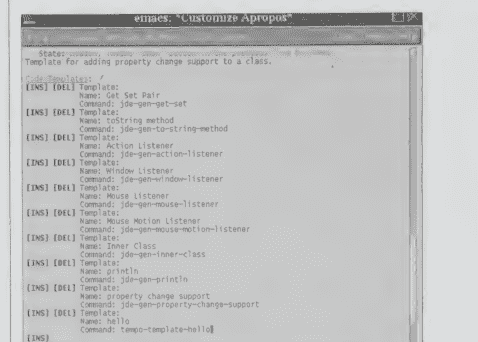 emacs: "Customize Apropos"
State:
Template for adding property change support to a class.
Code Templates: /
[INS] [DEL] Template:
Name: Get Set Pair
Command: jde-gen-get-set
[INS] [DEL] Template:
Name: toString method
Command: jde-gen-to-string-method
[INS] [DEL] Template:
Name: Action Listener
Command: jde-gen-action-listener
[INS] [DEL] Template:
Name: Window Listener
Command: jde-gen-window-listener
[INS] [DEL] Template:
Name: Mouse Listener
Command: jde-gen-mouse-listener
[INS] [DEL] Template:
Name: Mouse Motion Listener
Command: jde-gen-mouse-motion-listener
[INS] [DEL] Template:
Name: Inner Class
Command: jde-gen-inner-class
[INS] [DEL] Template:
Name: println
Command: jde-gen-println
[INS] [DEL] Template:
Name: property change support
Command: jde-gen-property-change-support
[INS] [DEL] Template:
Name: hello
Command: tempo-template-hello
[INS]